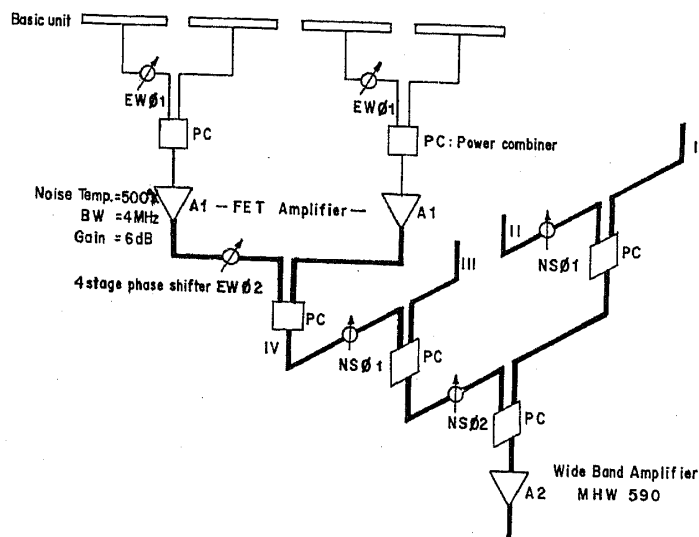 Basic unit
EWØ1
EWØ1
PC
PC: Power combiner
I
Noise Temp.=500K
BW =4MHz
Gain =6dB
A1 — FET Amplifier — A1
II
NSØ1
PC
III
4stage phase shifter EWØ2
PC
IV
NSØ1
PC
NSØ2
PC
A2
Wide Band Amplifier
MHW 590